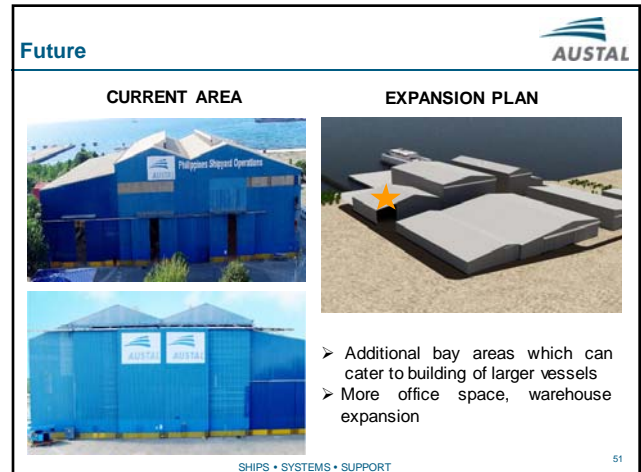 Future
AUSTAL
CURRENT AREA
EXPANSION PLAN
Philippines Shipyard Operations
AUSTAL
AUSTAL
AUSTAL
➢ Additional bay areas which can
cater to building of larger vessels
➢ More office space, warehouse
expansion
SHIPS • SYSTEMS • SUPPORT
51